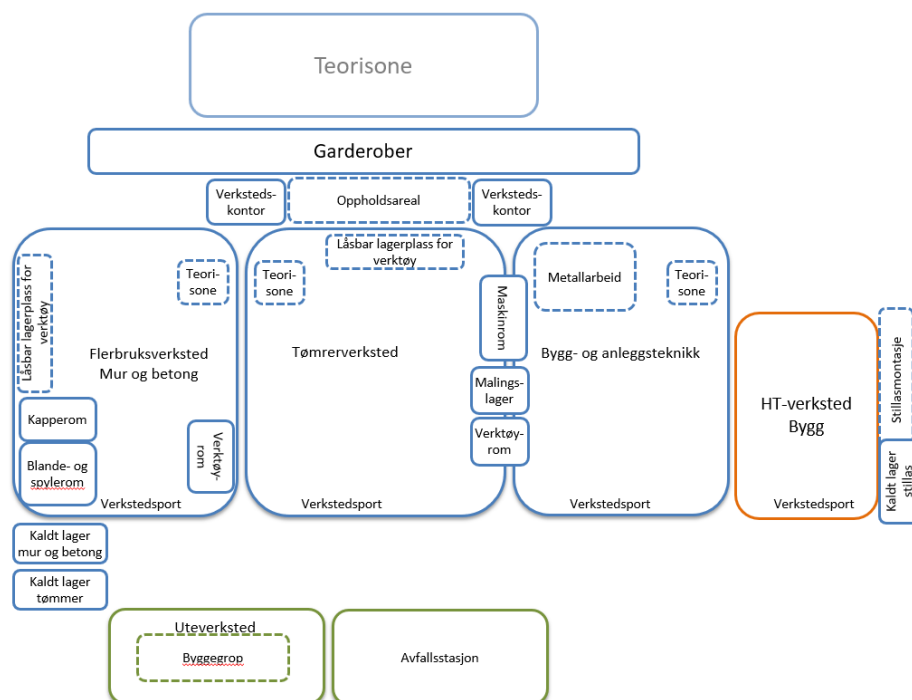 Teorisone
Garderober
Verksteds-
kontor
Oppholdsareal
Verksteds-
kontor
Låsbar lagerplass for
verktøy
Teori-
sone
Flerbruksverksted
Mur og betong
Kapperom
Blande- og
spylerom
Verktøy-
rom
Verkstedsport
Låsbar lagerplass for
verktøy
Teori-
sone
Tømrerverksted
Verkstedsport
Maskinrom
Malings-
lager
Verktøy-
rom
Metallarbeid
Teori-
sone
Bygg- og anleggsteknikk
Verkstedsport
HT-verksted
Bygg
Verkstedsport
Stillasmontasje
Kaldt lager
stillas
Kaldt lager
mur og betong
Kaldt lager
tømmer
Uteverksted
Byggegrop
Avfallsstasjon